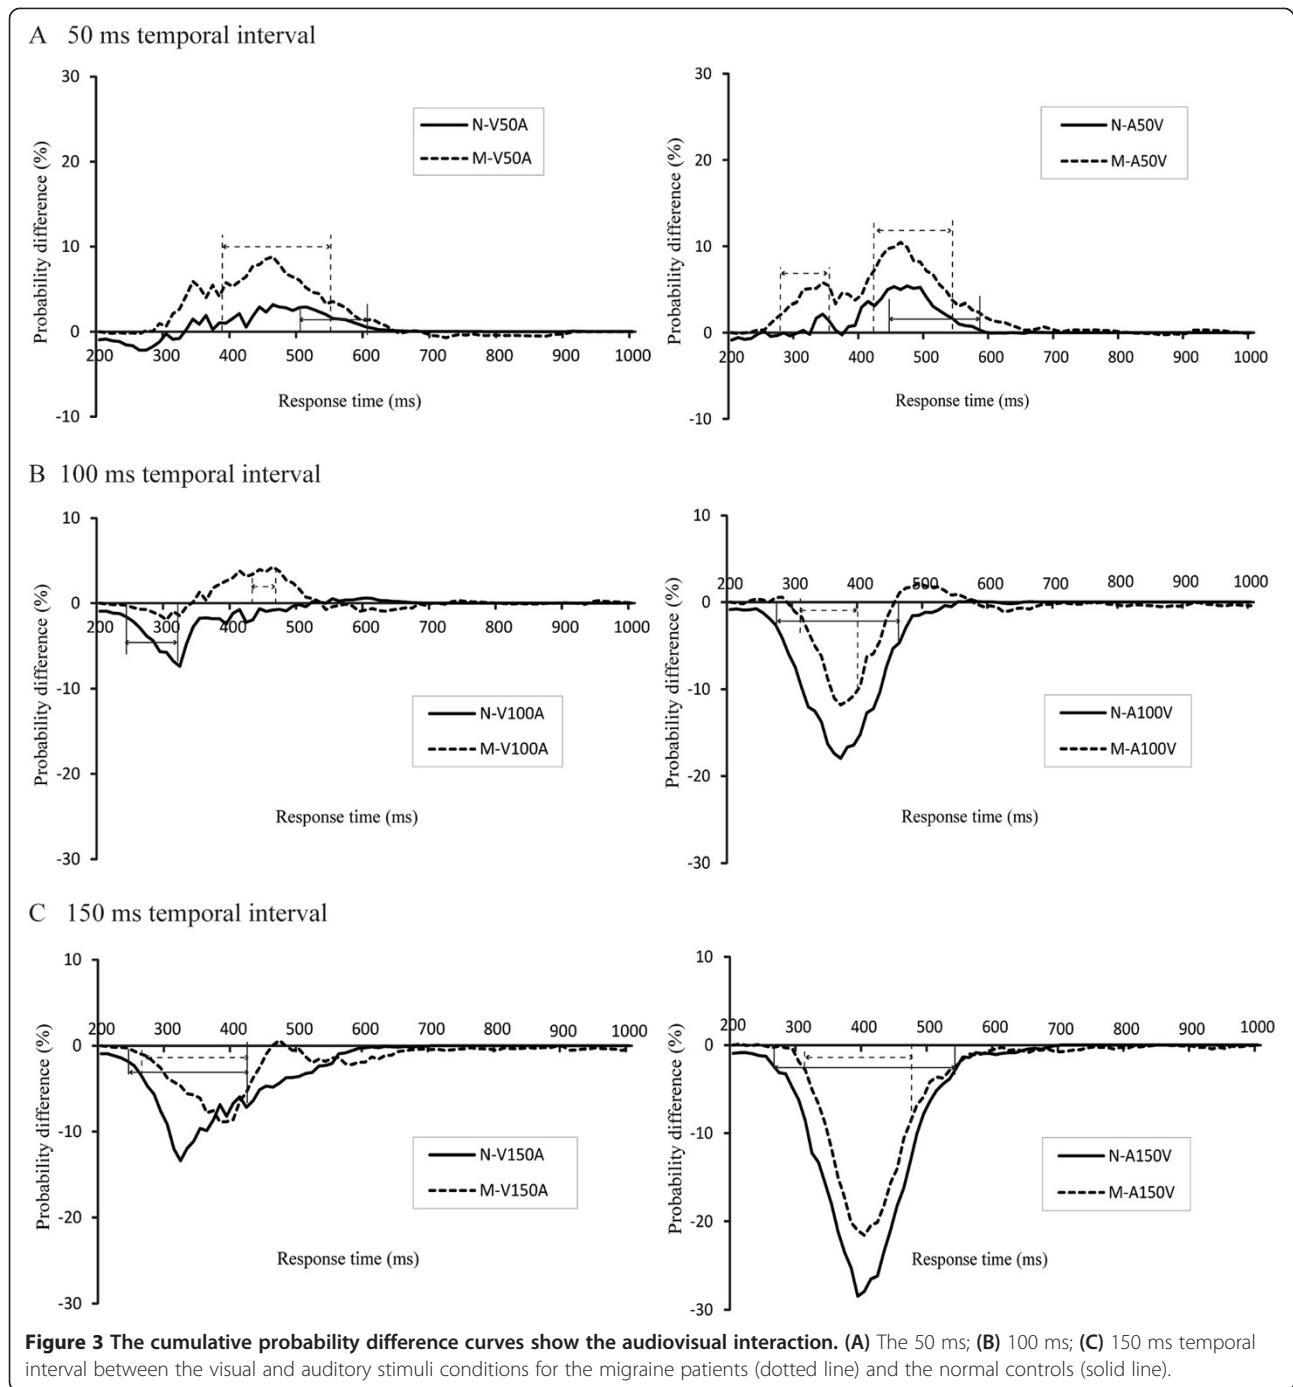 A 50 ms temporal interval
30
20
10
0
-10
Probability difference (%)
N-V50A
M-V50A
200 300 400 500 600 700 800 900 1000
Response time (ms)
30
20
10
0
-10
Probability difference (%)
N-A50V
M-A50V
200 300 400 500 600 700 800 900 1000
Response time (ms)
B 100 ms temporal interval
10
0
-10
-20
-30
Probability difference (%)
200 300 400 500 600 700 800 900 1000
N-V100A
M-V100A
Response time (ms)
10
0
-10
-20
-30
Probability difference (%)
200 300 400 500 600 700 800 900 1000
N-A100V
M-A100V
Response time (ms)
C 150 ms temporal interval
10
0
-10
-20
-30
Probability difference (%)
200 300 400 500 600 700 800 900 1000
N-V150A
M-V150A
Response time (ms)
10
0
-10
-20
-30
Probability difference (%)
200 300 400 500 600 700 800 900 1000
N-A150V
M-A150V
Response time (ms)
Figure 3 The cumulative probability difference curves show the audiovisual interaction. (A) The 50 ms; (B) 100 ms; (C) 150 ms temporal
interval between the visual and auditory stimuli conditions for the migraine patients (dotted line) and the normal controls (solid line).